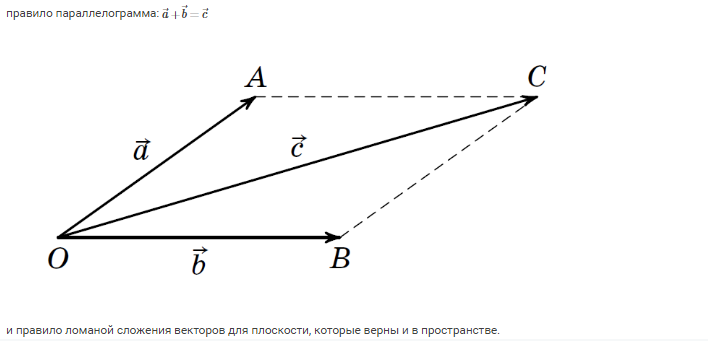 правило параллелограмма: a⃗ + b⃗ = c⃗
A
C
a⃗
c⃗
O
b⃗
B
и правило ломаной сложения векторов для плоскости, которые верны и в пространстве.